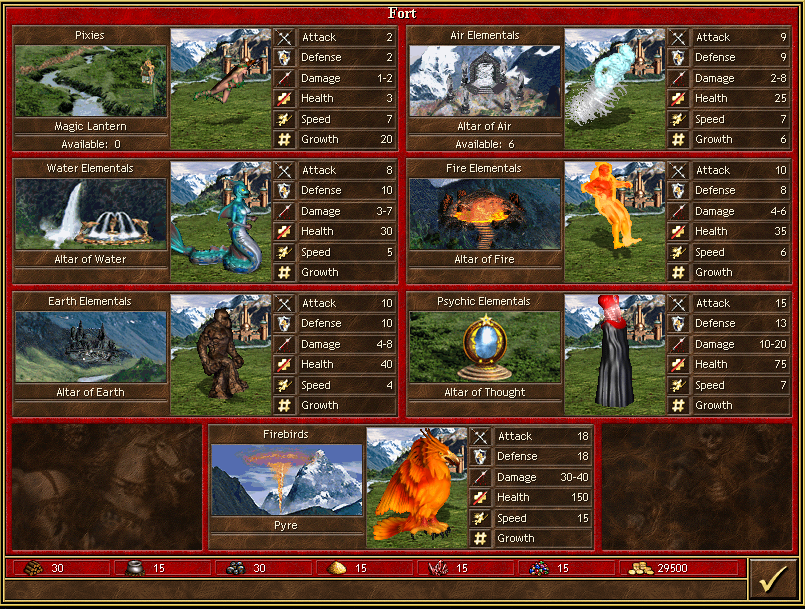 Fort
Pixies
Magic Lantern
Available: 0
Attack 2
Defense 2
Damage 1-2
Health 3
Speed 7
Growth 20
Air Elementals
Altar of Air
Available: 6
Attack 9
Defense 9
Damage 2-8
Health 25
Speed 7
Growth 6
Water Elementals
Altar of Water
Attack 8
Defense 10
Damage 3-7
Health 30
Speed 5
Growth
Fire Elementals
Altar of Fire
Attack 10
Defense 8
Damage 4-6
Health 35
Speed 6
Growth
Earth Elementals
Altar of Earth
Attack 10
Defense 10
Damage 4-8
Health 40
Speed 4
Growth
Psychic Elementals
Altar of Thought
Attack 15
Defense 13
Damage 10-20
Health 75
Speed 7
Growth
Firebirds
Pyre
Attack 18
Defense 18
Damage 30-40
Health 150
Speed 15
Growth
30 15 30 15 15 15 29500